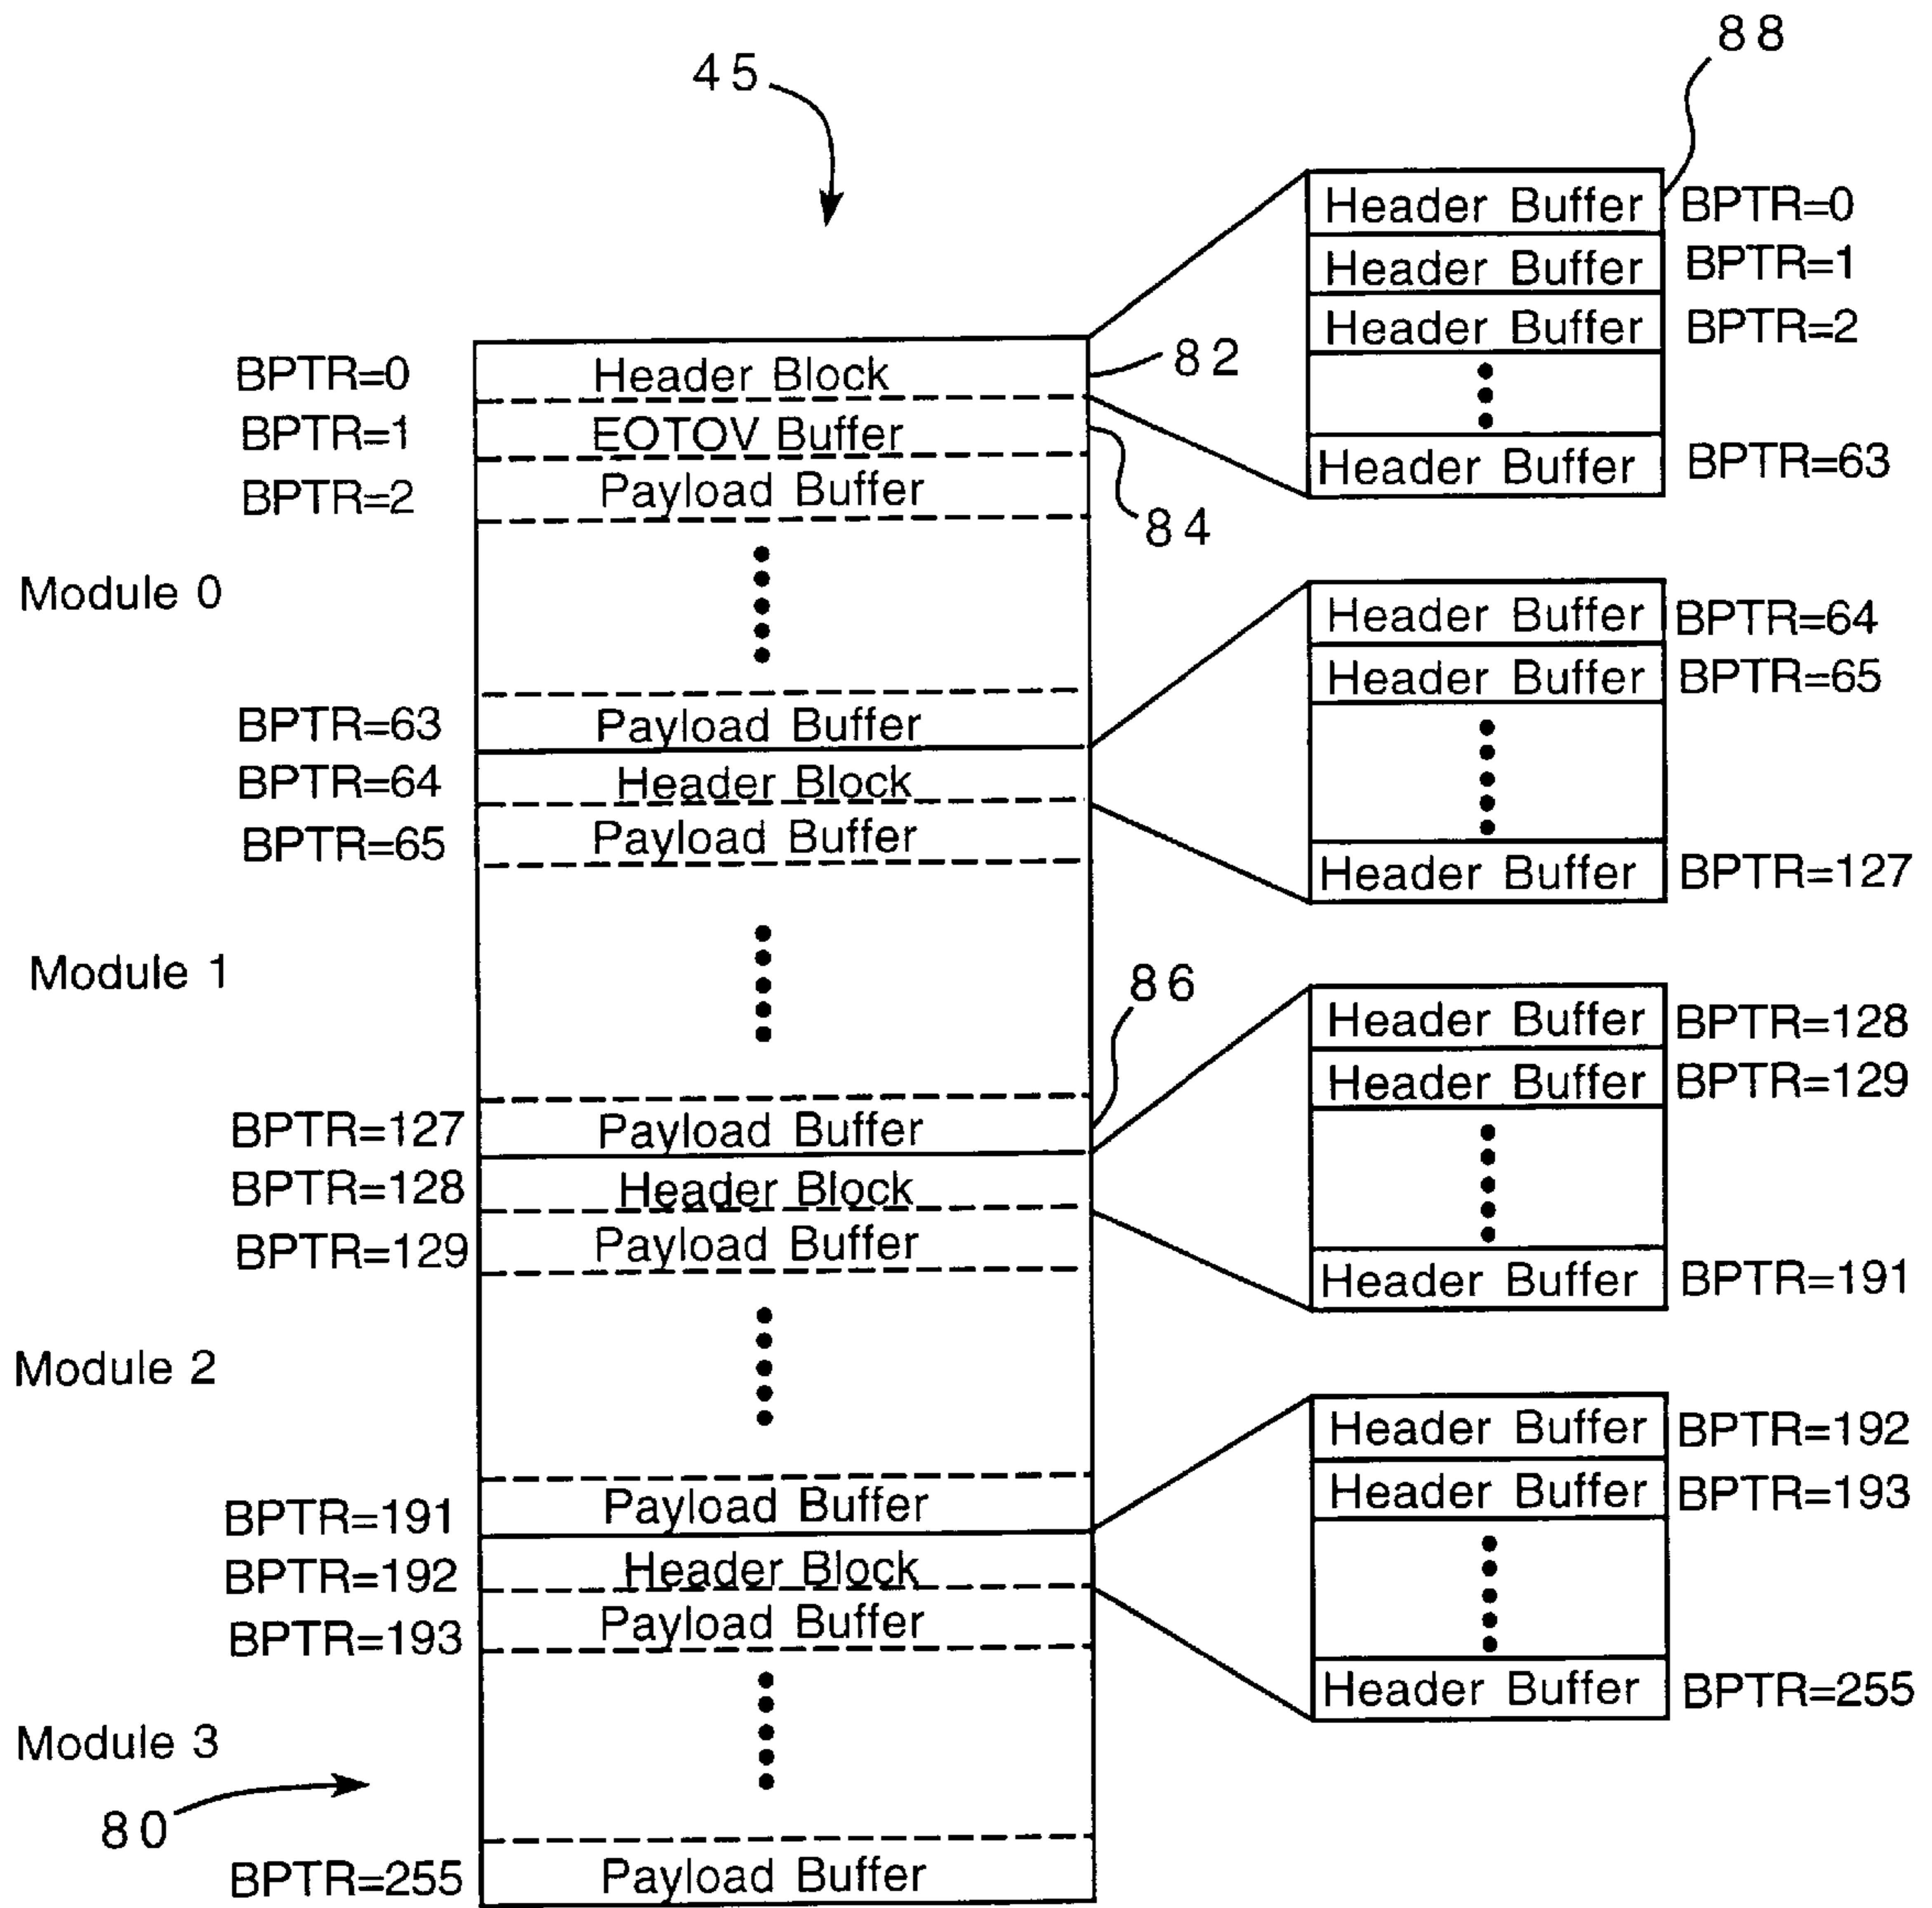 88
45
Header Buffer BPTR=0
Header Buffer BPTR=1
Header Buffer BPTR=2
Header Buffer BPTR=63
BPTR=0 Header Block 82
BPTR=1 EOTOV Buffer
BPTR=2 Payload Buffer
84
Module 0
BPTR=63 Payload Buffer
Header Buffer BPTR=64
Header Buffer BPTR=65
Header Buffer BPTR=127
BPTR=64 Header Block
BPTR=65 Payload Buffer
Module 1
86
BPTR=127 Payload Buffer
Header Buffer BPTR=128
Header Buffer BPTR=129
Header Buffer BPTR=191
BPTR=128 Header Block
BPTR=129 Payload Buffer
Module 2
BPTR=191 Payload Buffer
Header Buffer BPTR=192
Header Buffer BPTR=193
Header Buffer BPTR=255
BPTR=192 Header Block
BPTR=193 Payload Buffer
Module 3
80
BPTR=255 Payload Buffer